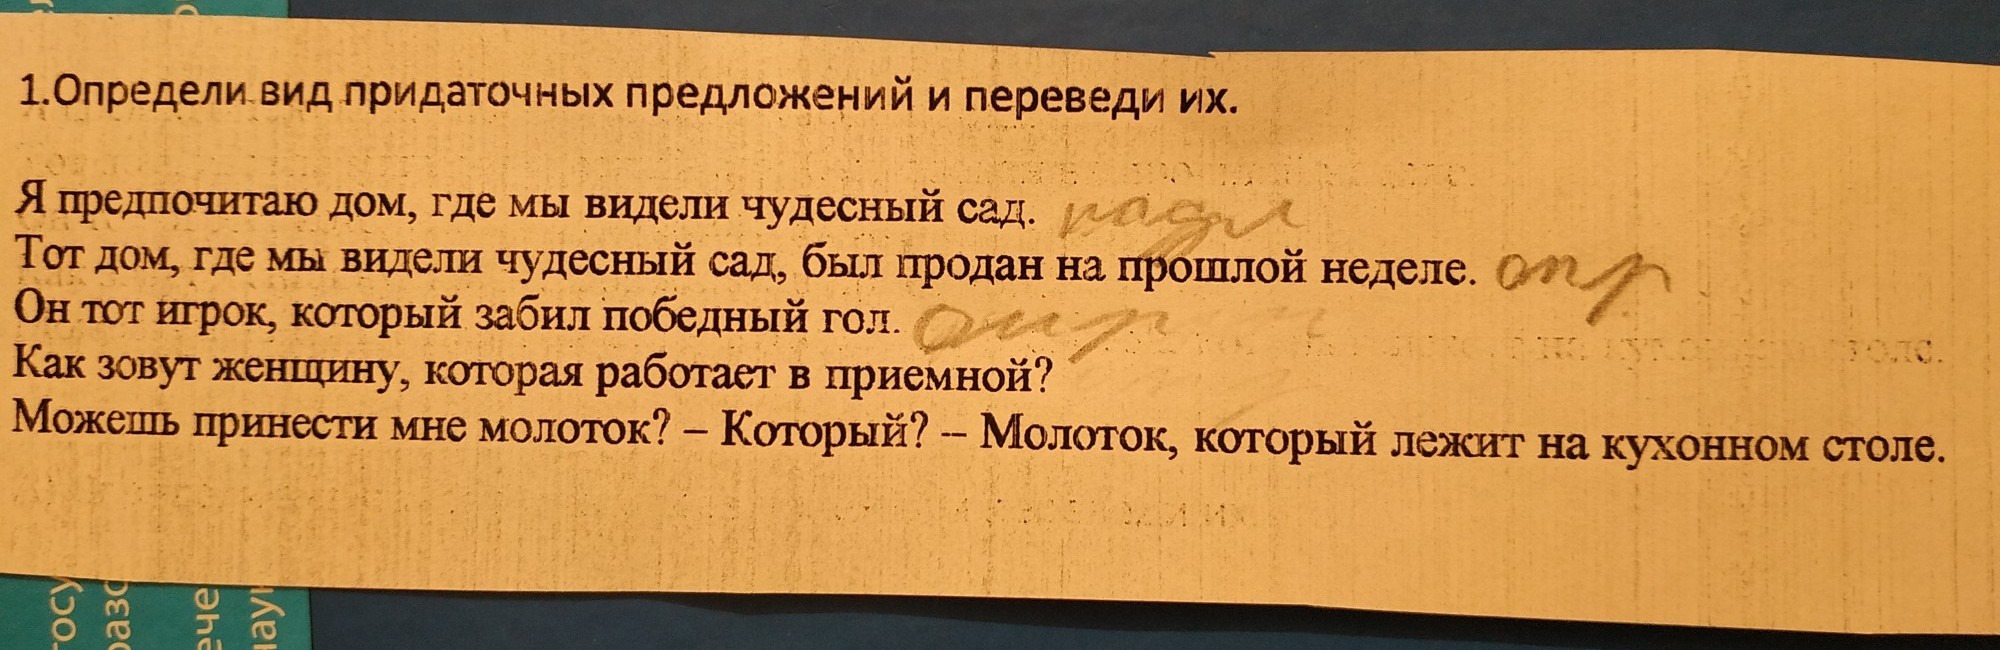 1.Определи вид придаточных предложений и переведи их.
Я предпочитаю дом, где мы видели чудесный сад.
Тот дом, где мы видели чудесный сад, был продан на прошлой неделе. опр
Он тот игрок, который забил победный гол. опр
Как зовут женщину, которая работает в приемной?
Можешь принести мне молоток? – Который? – Молоток, который лежит на кухонном столе.